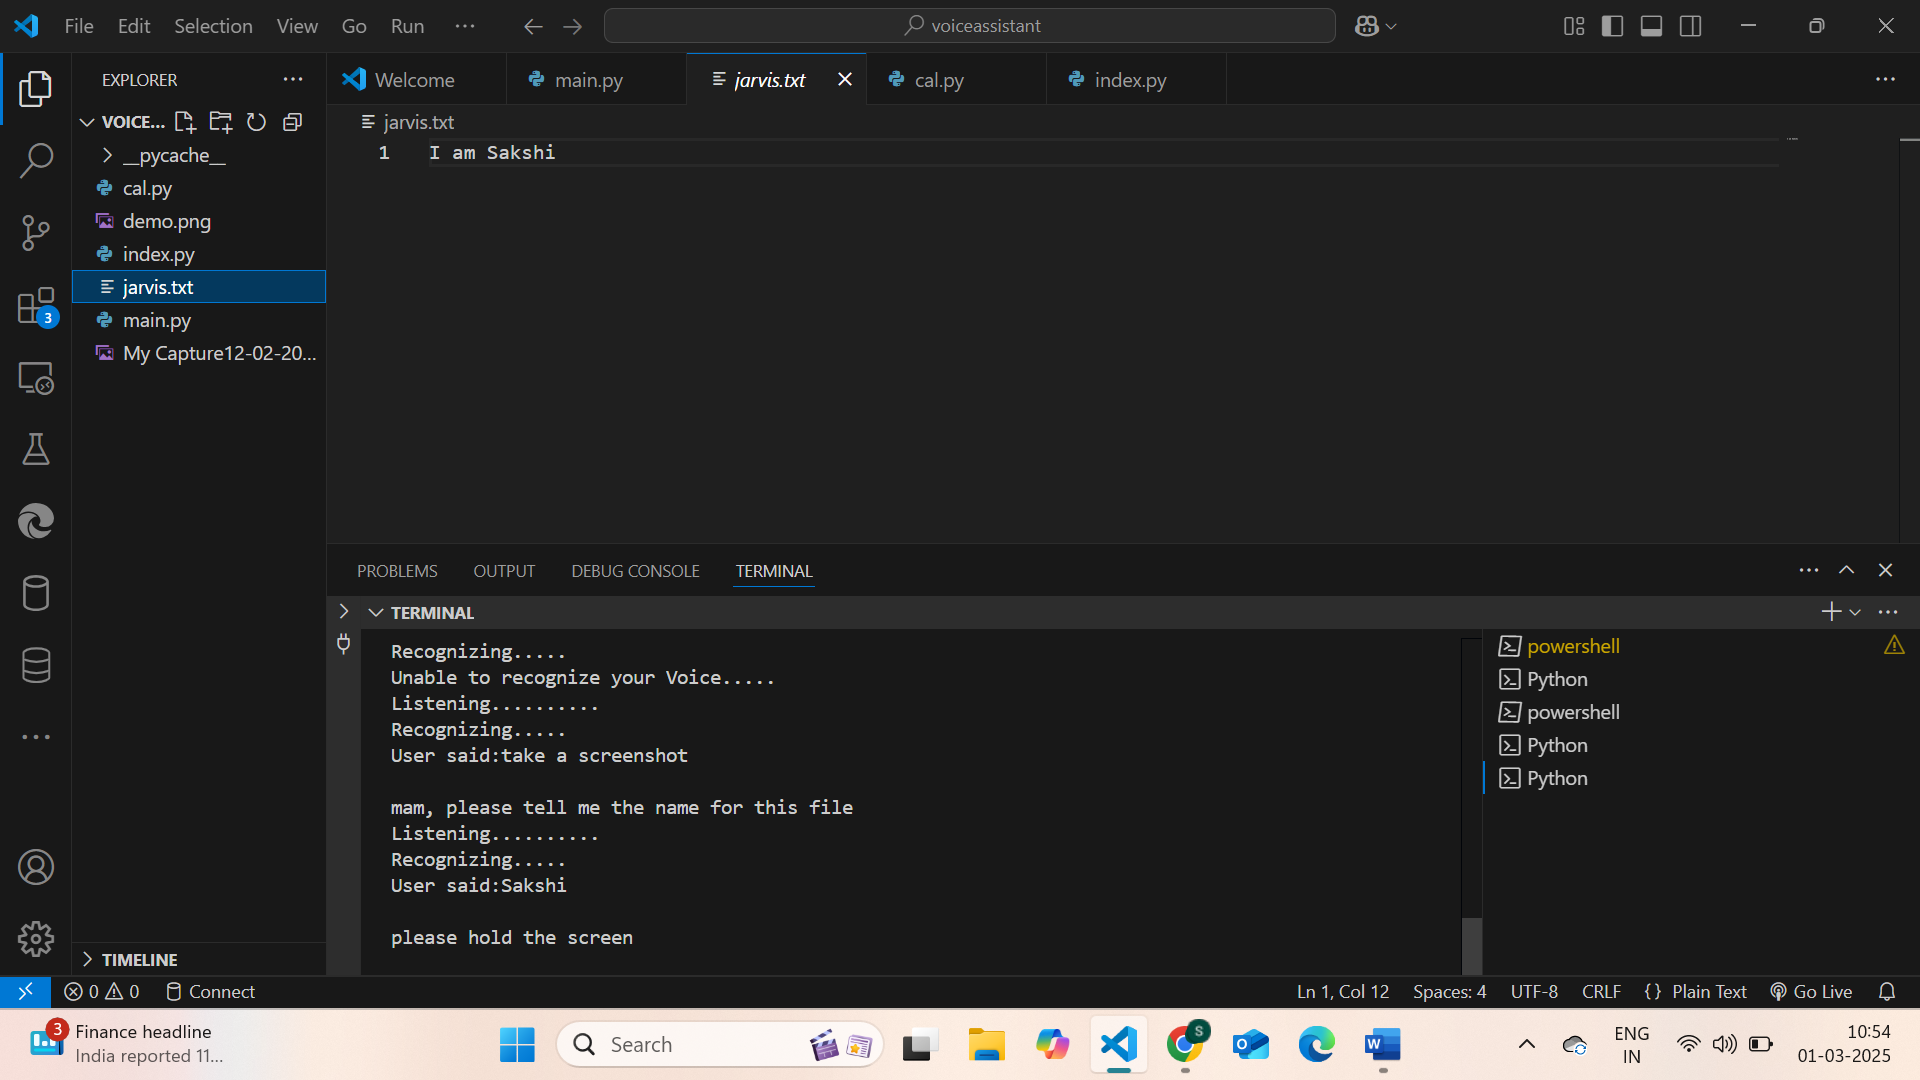 File Edit Selection View Go Run ...
voiceassistant
EXPLORER ...
Welcome
main.py
jarvis.txt
cal.py
index.py
...
VOICE...
__pycache__
cal.py
demo.png
index.py
jarvis.txt
main.py
My Capture12-02-20...
3
TIMELINE
jarvis.txt
1 I am Sakshi
PROBLEMS OUTPUT DEBUG CONSOLE TERMINAL
TERMINAL
Recognizing.....
Unable to recognize your Voice.....
Listening..........
Recognizing.....
User said:take a screenshot
mam, please tell me the name for this file
Listening..........
Recognizing.....
User said:Sakshi
please hold the screen
powershell
Python
powershell
Python
Python
0 0 Connect
Ln 1, Col 12 Spaces: 4 UTF-8 CRLF {} Plain Text Go Live
3
Finance headline
India reported 11...
Search
S
W
ENG
IN
10:54
01-03-2025